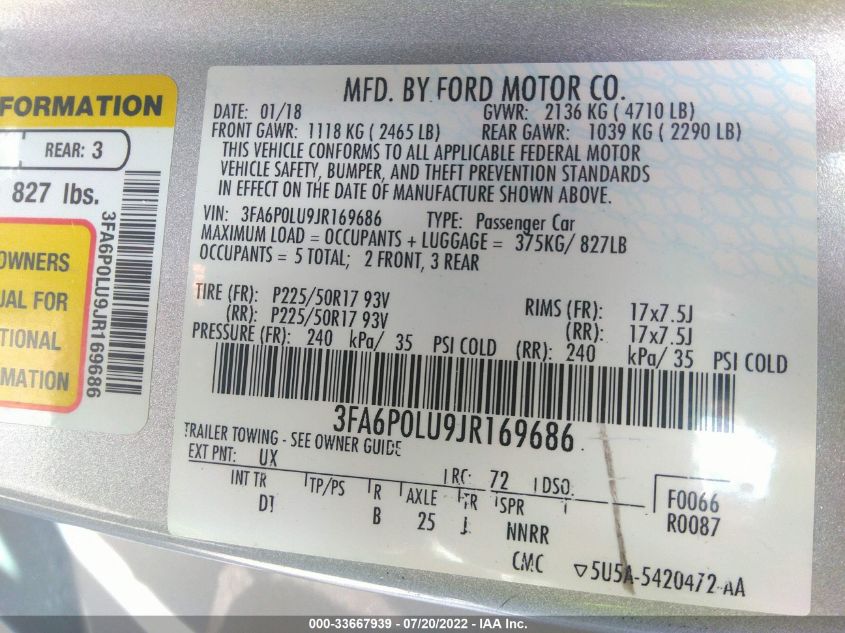 FORMATION
REAR: 3
827 lbs.
OWNERS
UAL FOR
TIONAL
RMATION
3FA6P0LU9JR169686
MFD. BY FORD MOTOR CO.
DATE: 01/18 GVWR: 2136 KG ( 4710 LB)
FRONT GAWR: 1118 KG ( 2465 LB) REAR GAWR: 1039 KG ( 2290 LB)
THIS VEHICLE CONFORMS TO ALL APPLICABLE FEDERAL MOTOR
VEHICLE SAFETY, BUMPER, AND THEFT PREVENTION STANDARDS
IN EFFECT ON THE DATE OF MANUFACTURE SHOWN ABOVE.
VIN: 3FA6P0LU9JR169686 TYPE: Passenger Car
MAXIMUM LOAD = OCCUPANTS + LUGGAGE = 375KG/ 827LB
OCCUPANTS = 5 TOTAL; 2 FRONT, 3 REAR
TIRE (FR): P225/50R17 93V RIMS (FR): 17x7.5J
(RR): P225/50R17 93V (RR): 17x7.5J
PRESSURE (FR): 240 kPa/ 35 PSI COLD (RR): 240 kPa/ 35 PSI COLD
3FA6P0LU9JR169686
TRAILER TOWING - SEE OWNER GUIDE
EXT PNT: UX RC: 72 DSO:
INT TR TP/PS R AXLE TR SPR
DI B 25 J NNRR
CMC
F0066
R0087
▽5U5A-5420472-AA
000-33667939 / 07/20/2022 - IAA Inc.